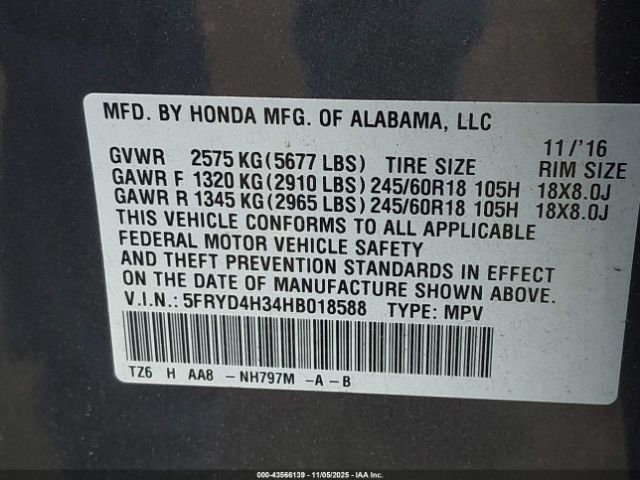 MFD. BY HONDA MFG. OF ALABAMA, LLC
11/'16
GVWR 2575 KG(5677 LBS) TIRE SIZE RIM SIZE
GAWR F 1320 KG(2910 LBS) 245/60R18 105H 18X8.0J
GAWR R 1345 KG(2965 LBS) 245/60R18 105H 18X8.0J
THIS VEHICLE CONFORMS TO ALL APPLICABLE
FEDERAL MOTOR VEHICLE SAFETY
AND THEFT PREVENTION STANDARDS IN EFFECT
ON THE DATE OF MANUFACTURE SHOWN ABOVE.
V.I.N.: 5FRYD4H34HB018588 TYPE: MPV
TZ6 H AA8 - NH797M -A - B
000-43566139 - 11/05/2025 - IAA Inc.